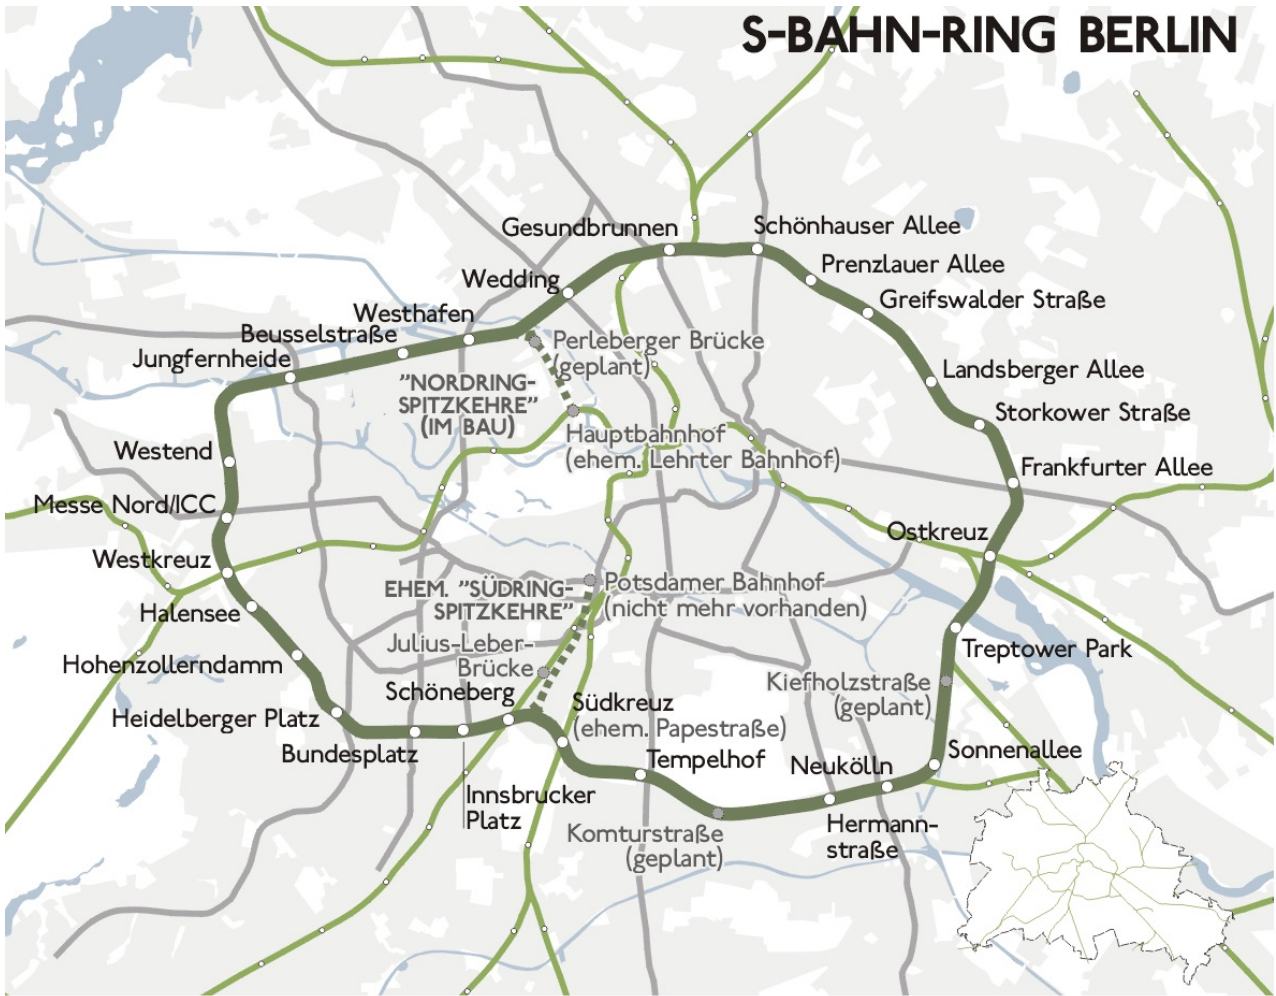 S-BAHN-RING BERLIN
Gesundbrunnen
Schönhauser Allee
Prenzlauer Allee
Wedding
Greifswalder Straße
Westhafen
Beusselstraße
Perleberger Brücke
(geplant)
Jungfernheide
Landsberger Allee
"NORDRING-
SPITZKEHRE"
(IM BAU)
Storkower Straße
Hauptbahnhof
(ehem. Lehrter Bahnhof)
Westend
Frankfurter Allee
Messe Nord/ICC
Ostkreuz
Westkreuz
EHEM. "SÜDRING-
SPITZKEHRE"
Potsdamer Bahnhof
(nicht mehr vorhanden)
Halensee
Julius-Leber-
Brücke
Treptower Park
Hohenzollerndamm
Kiefholzstraße
(geplant)
Schöneberg
Südkreuz
(ehem. Papestraße)
Heidelberger Platz
Bundesplatz
Tempelhof
Neukölln
Sonnenallee
Innsbrucker
Platz
Komturstraße
(geplant)
Hermann-
straße